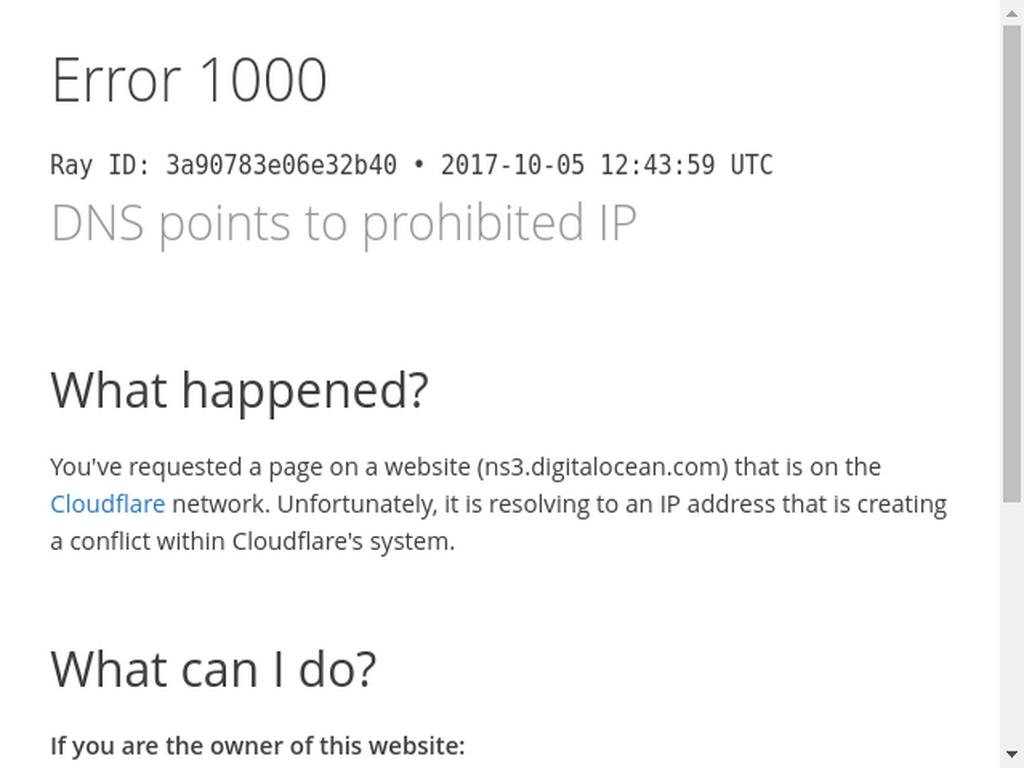 Error 1000
Ray ID: 3a90783e06e32b40 • 2017-10-05 12:43:59 UTC
DNS points to prohibited IP
What happened?
You've requested a page on a website (ns3.digitalocean.com) that is on the
Cloudflare network. Unfortunately, it is resolving to an IP address that is creating
a conflict within Cloudflare's system.
What can I do?
If you are the owner of this website: